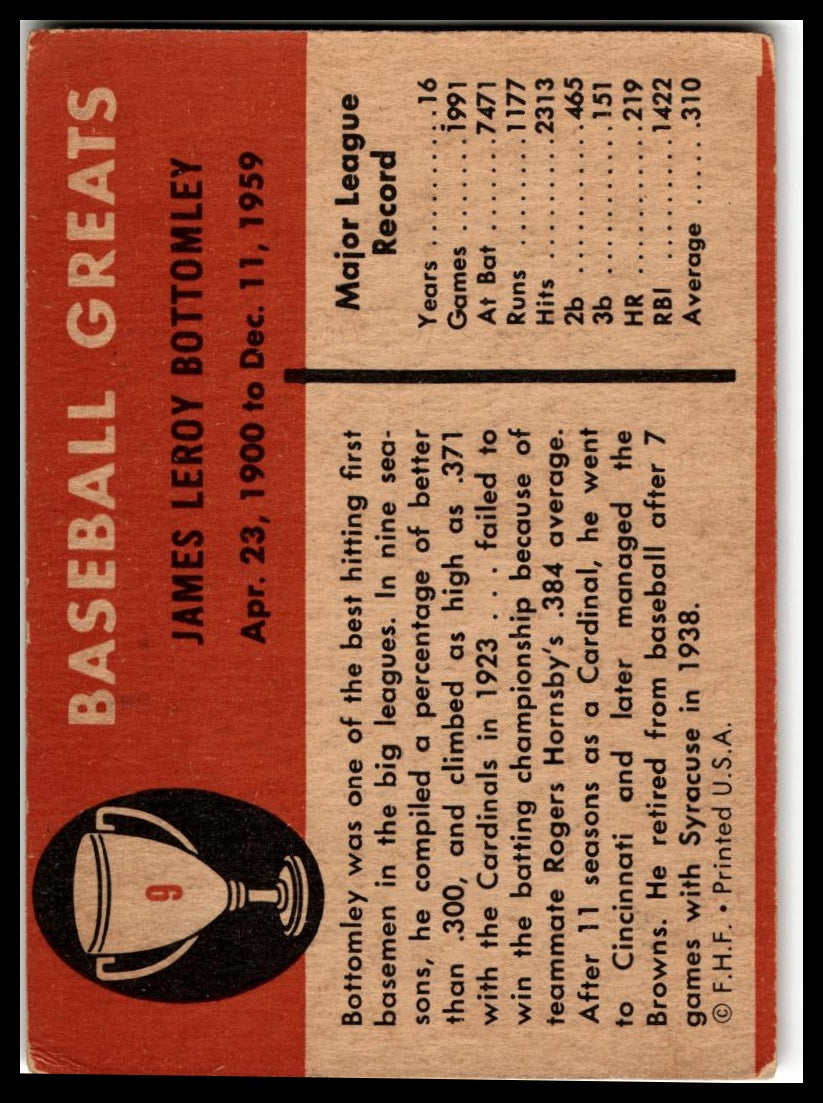 9
BASEBALL GREATS
JAMES LEROY BOTTOMLEY
Apr. 23, 1900 to Dec. 11, 1959
Bottomley was one of the best hitting first
basemen in the big leagues. In nine sea-
sons, he compiled a percentage of better
than .300, and climbed as high as .371
with the Cardinals in 1923 . . . failed to
win the batting championship because of
teammate Rogers Hornsby's .384 average.
After 11 seasons as a Cardinal, he went
to Cincinnati and later managed the
Browns. He retired from baseball after 7
games with Syracuse in 1938.
© F.H.F. • Printed U.S.A.
Major League
Record
Years . . . . . . . . . . 16
Games . . . . . . . 1991
At Bat . . . . . . . 7471
Runs . . . . . . . . 1177
Hits . . . . . . . . . 2313
2b . . . . . . . . . . . 465
3b . . . . . . . . . . . 151
HR . . . . . . . . . . 219
RBI . . . . . . . . . 1422
Average . . . . . .310